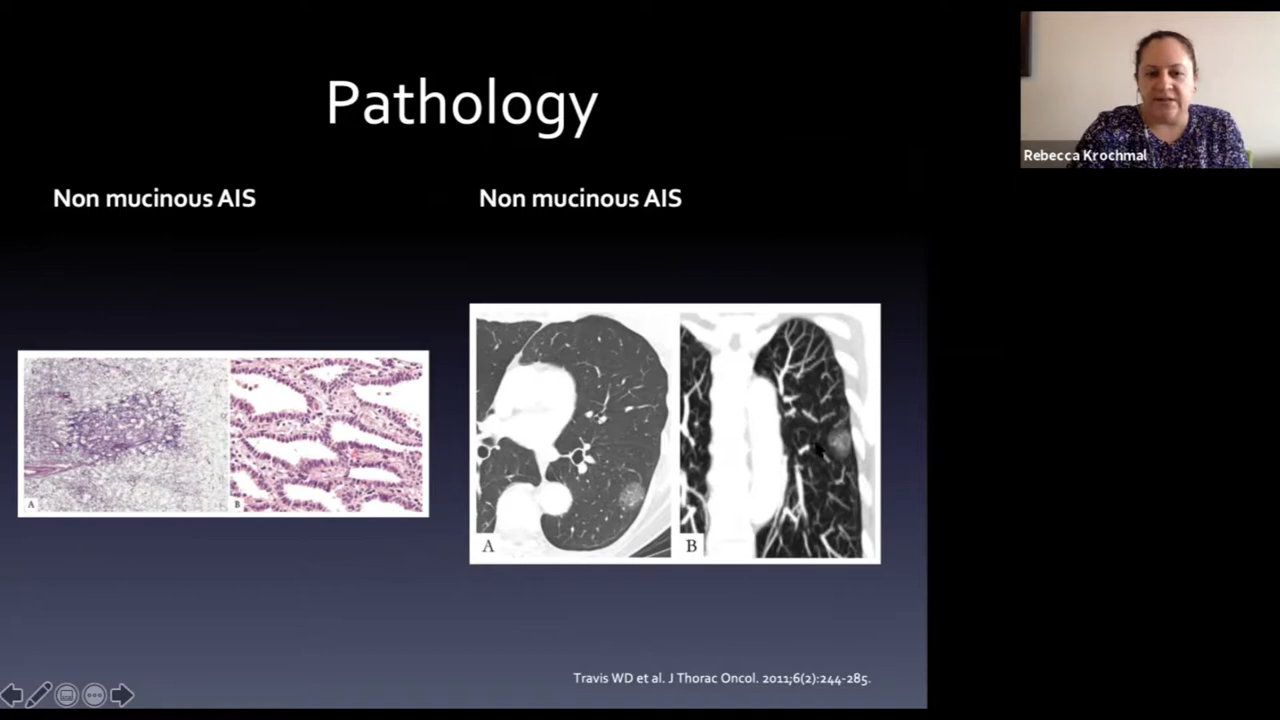 Pathology
Rebecca Krochmal
Non mucinous AIS
Non mucinous AIS
A
B
A
B
Travis WD et al. J Thorac Oncol. 2011;6(2):244-285.